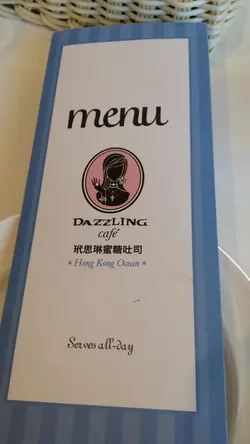 menu
DAZZLING
café
玳思琳蜜糖吐司
* Hong Kong Ocean *
Serves all-day